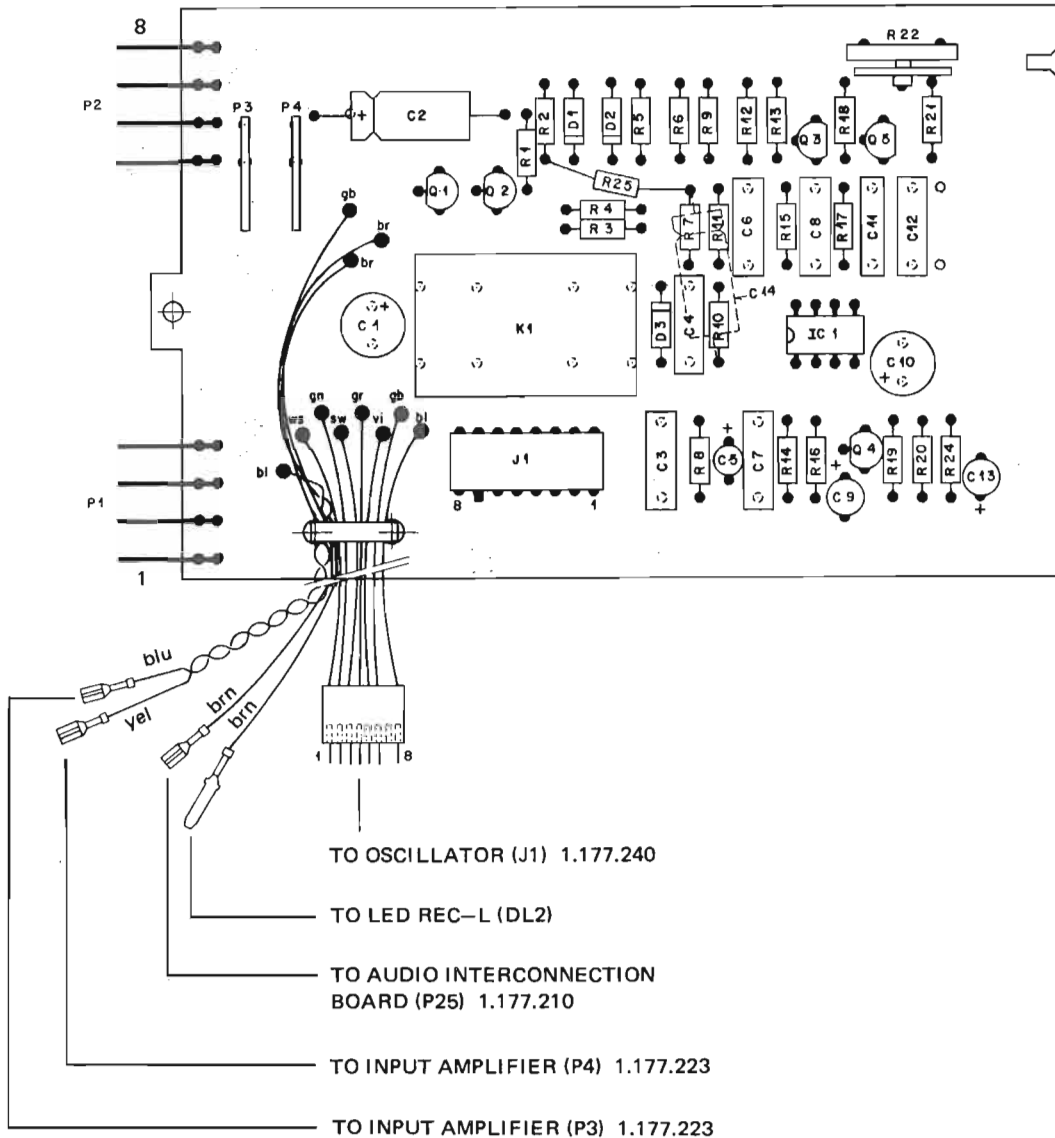 8
R 22
P2
P3
P4
+
C2
R1
R2
D1
D2
R5
R6
R9
R12
R13
Q3
R18
Q5
R21
Q1
Q2
R25
R4
R3
R7
R11
C6
R15
C8
R17
C11
C12
gb
br
br
C1
+
K1
D3
C4
R10
C14
IC1
C10
+
ws
gn
sw
gr
vi
gb
bl
bl
J1
8
1
C3
R8
C5
+
C7
R14
R16
+
C9
Q4
R19
R20
R24
C13
+
P1
1
blu
yel
brn
brn
1
8
TO OSCILLATOR (J1) 1.177.240
TO LED REC–L (DL2)
TO AUDIO INTERCONNECTION
BOARD (P25) 1.177.210
TO INPUT AMPLIFIER (P4) 1.177.223
TO INPUT AMPLIFIER (P3) 1.177.223